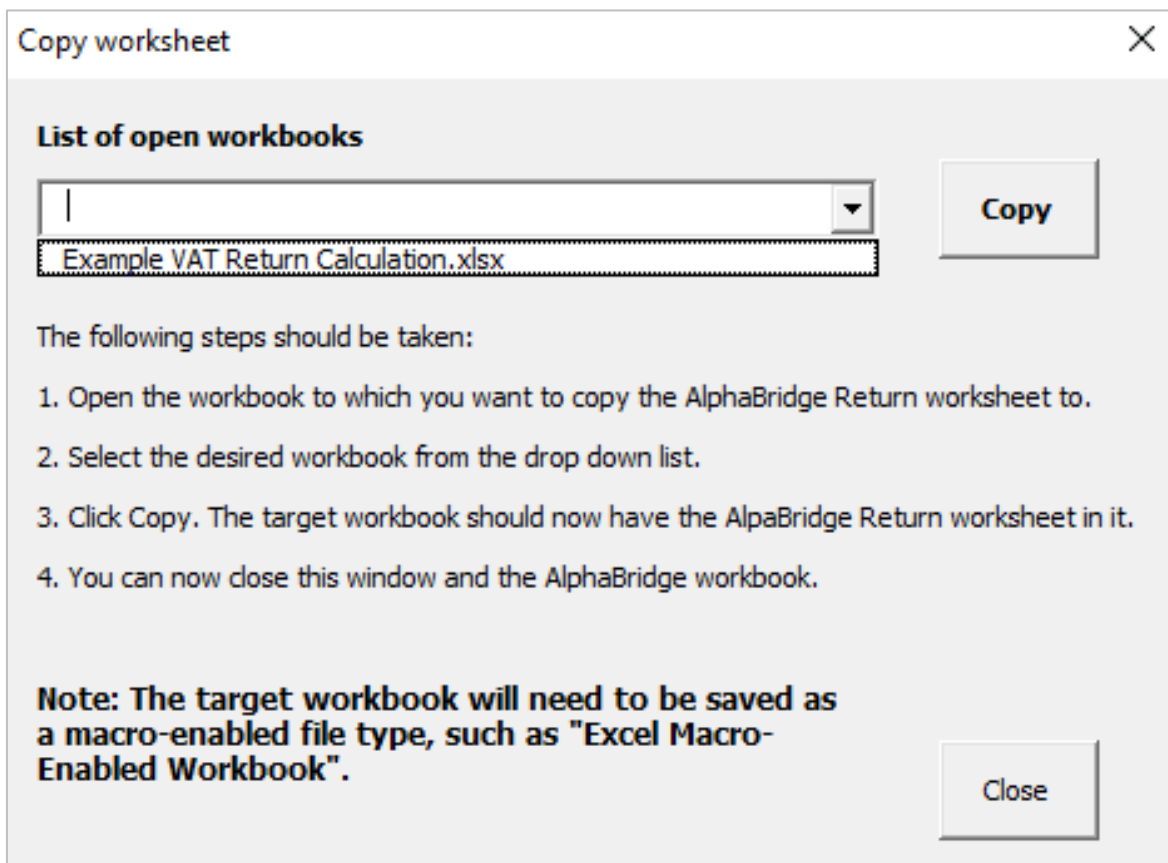 Copy worksheet
List of open workbooks
Copy
Example VAT Return Calculation.xlsx
The following steps should be taken:
1. Open the workbook to which you want to copy the AlphaBridge Return worksheet to.
2. Select the desired workbook from the drop down list.
3. Click Copy. The target workbook should now have the AlpaBridge Return worksheet in it.
4. You can now close this window and the AlphaBridge workbook.
Note: The target workbook will need to be saved as
a macro-enabled file type, such as "Excel Macro-
Enabled Workbook".
Close